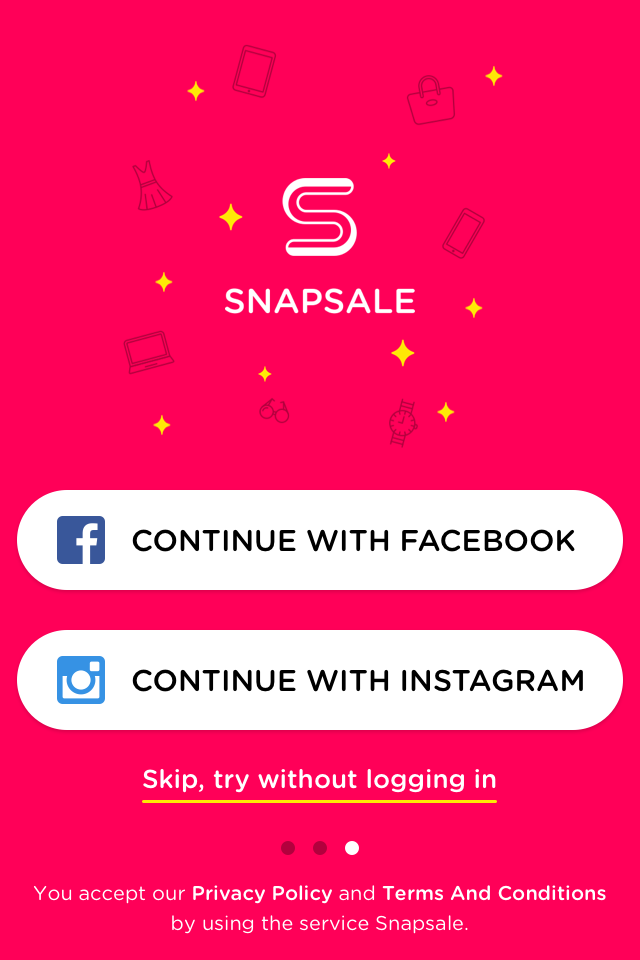 SNAPSALE
CONTINUE WITH FACEBOOK
CONTINUE WITH INSTAGRAM
Skip, try without logging in
You accept our Privacy Policy and Terms And Conditions
by using the service Snapsale.